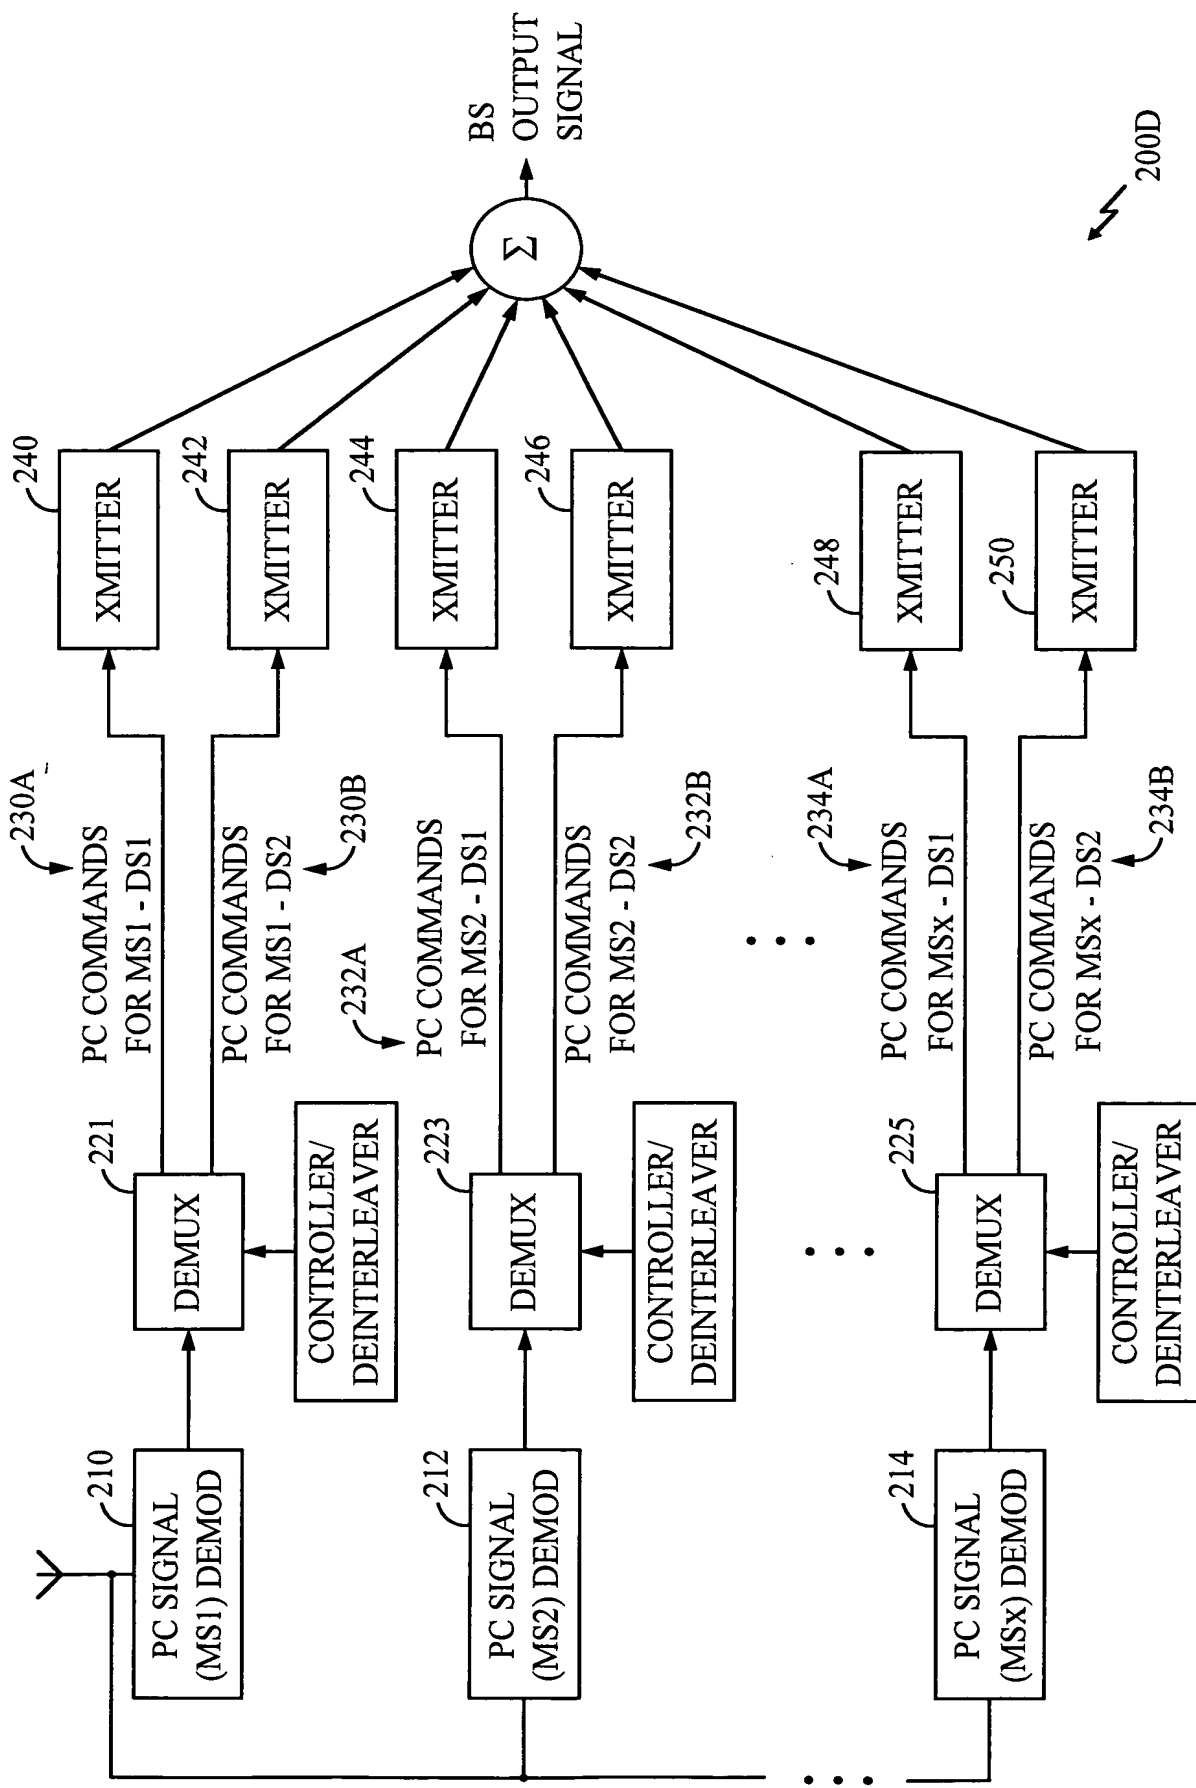 210
PC SIGNAL
(MS1) DEMOD
221
DEMUX
CONTROLLER/
DEINTERLEAVER
230A
PC COMMANDS
FOR MS1 - DS1
PC COMMANDS
FOR MS1 - DS2
230B
240
XMITTER
242
XMITTER
212
PC SIGNAL
(MS2) DEMOD
223
DEMUX
CONTROLLER/
DEINTERLEAVER
232A
PC COMMANDS
FOR MS2 - DS1
PC COMMANDS
FOR MS2 - DS2
232B
244
XMITTER
246
XMITTER
214
PC SIGNAL
(MSx) DEMOD
225
DEMUX
CONTROLLER/
DEINTERLEAVER
234A
PC COMMANDS
FOR MSx - DS1
PC COMMANDS
FOR MSx - DS2
234B
248
XMITTER
250
XMITTER
Σ
BS
OUTPUT
SIGNAL
200D